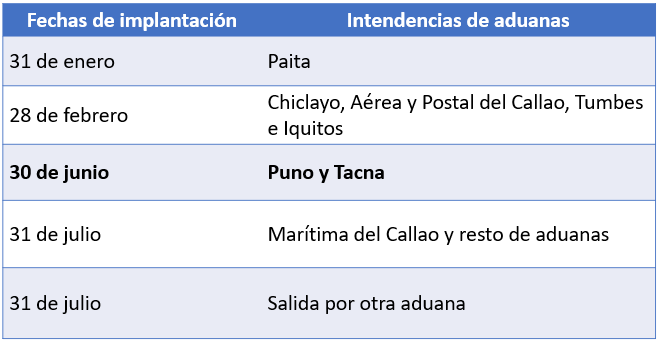 Fechas de implantación Intendencias de aduanas
31 de enero Paita
28 de febrero Chiclayo, Aérea y Postal del Callao, Tumbes
e Iquitos
30 de junio Puno y Tacna
31 de julio Marítima del Callao y resto de aduanas
31 de julio Salida por otra aduana